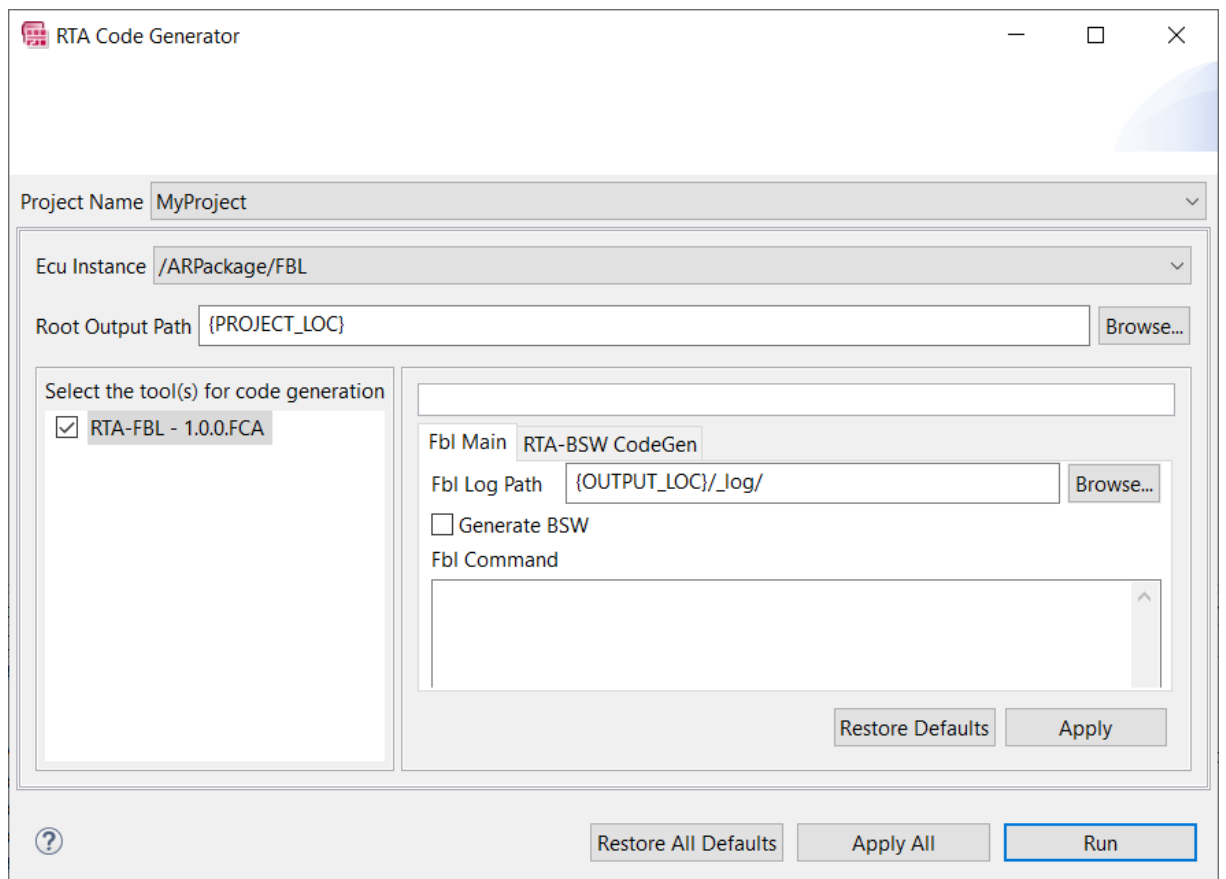 RTA Code Generator
Project Name MyProject
Ecu Instance /ARPackage/FBL
Root Output Path {PROJECT_LOC} Browse...
Select the tool(s) for code generation
RTA-FBL - 1.0.0.FCA
Fbl Main RTA-BSW CodeGen
Fbl Log Path {OUTPUT_LOC}/_log/ Browse...
Generate BSW
Fbl Command
Restore Defaults Apply
? Restore All Defaults Apply All Run